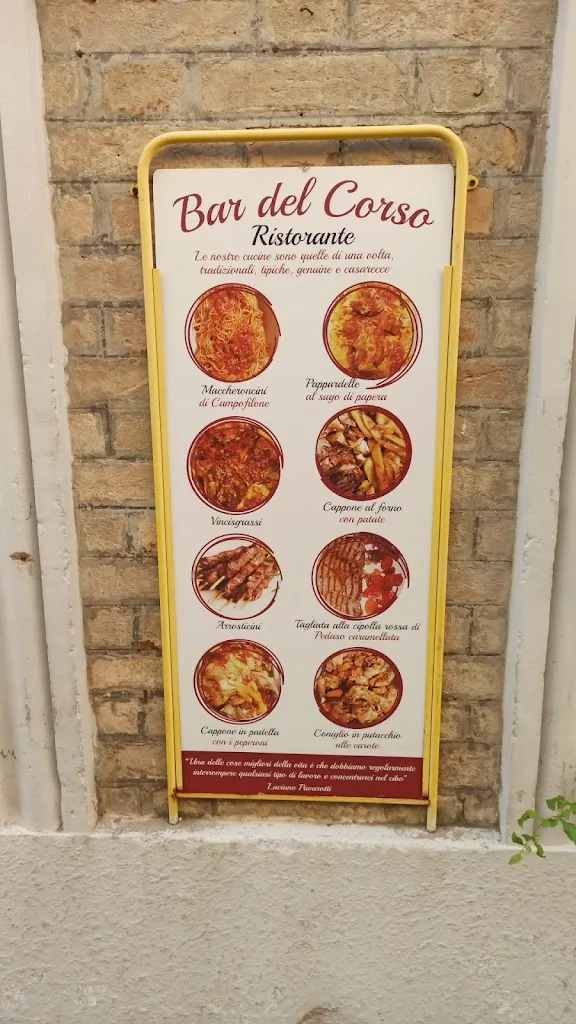 Bar del Corso
Ristorante
Le nostre cucine sono quelle di una volta,
tradizionali, tipiche, genuine e casarecce
Maccheroncini
di Campofilone
Pappardelle
al sugo di papera
Vincisgrassi
Cappone al forno
con patate
Arrosticini
Tagliata alla cipolla rossa di
Pedaso caramellata
Cappone in padella
con i peperoni
Coniglio in putacchio
alle carote
"Una delle cose migliori della vita è che dobbiamo regolarmente
interrompere qualsiasi tipo di lavoro e concentrarci nel cibo"
Luciano Pavarotti